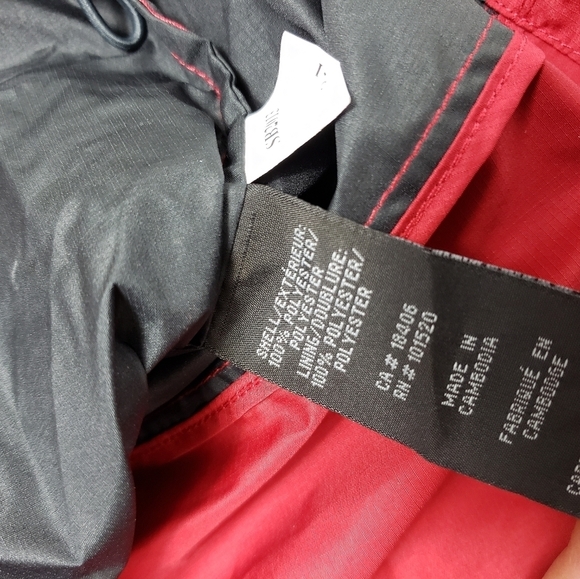 SHELL/EXTÉRIEUR:
100% POLYESTER/
POLYESTER
LINING/DOUBLURE:
100% POLYESTER/
POLYESTER
CA# 18406
RN# 101520
MADE IN
CAMBODIA
FABRIQUÉ EN
CAMBODGE